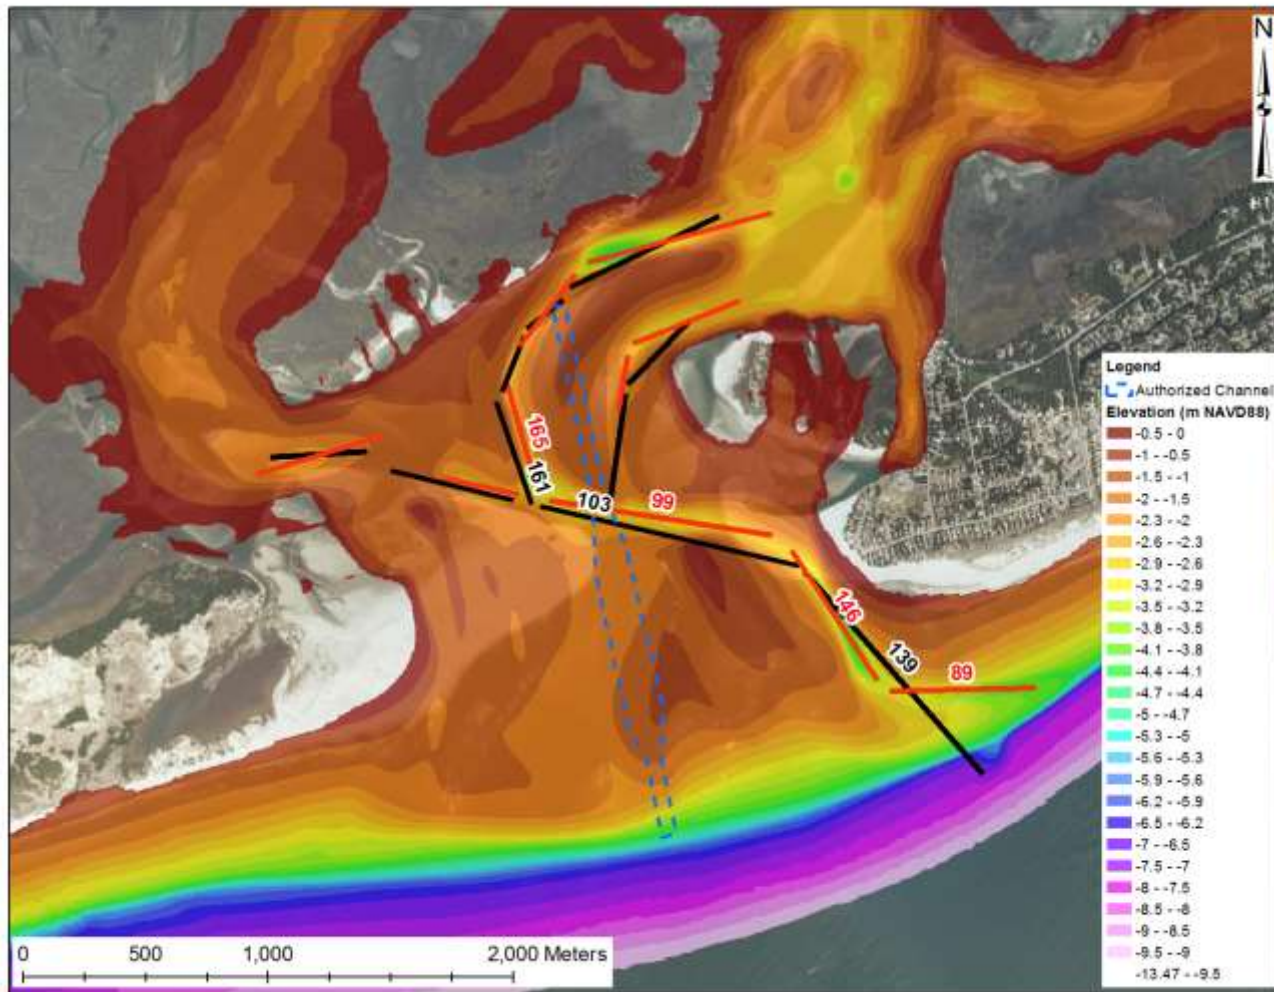 N
165
161
103
99
146
139
89
Legend
Authorized Channel
Elevation (m NAVD88)
-0.5 - 0
-1 - -0.5
-1.5 - -1
-2 - -1.5
-2.3 - -2
-2.6 - -2.3
-2.9 - -2.6
-3.2 - -2.9
-3.5 - -3.2
-3.8 - -3.5
-4.1 - -3.8
-4.4 - -4.1
-4.7 - -4.4
-5 - -4.7
-5.3 - -5
-5.6 - -5.3
-5.9 - -5.6
-6.2 - -5.9
-6.5 - -6.2
-7 - -6.5
-7.5 - -7
-8 - -7.5
-8.5 - -8
-9 - -8.5
-9.5 - -9
-13.47 - -9.5
0 500 1,000 2,000 Meters